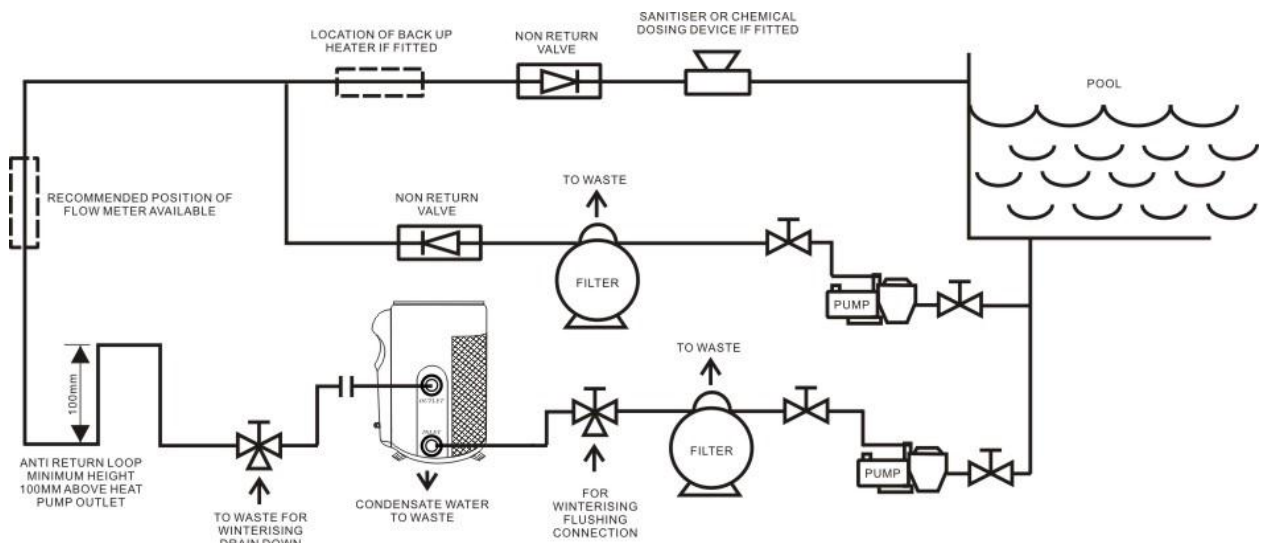 SANITISER OR CHEMICAL
DOSING DEVICE IF FITTED
LOCATION OF BACK UP
HEATER IF FITTED
NON RETURN
VALVE
POOL
RECOMMENDED POSITION OF
FLOW METER AVAILABLE
NON RETURN
VALVE
TO WASTE
FILTER
PUMP
100mm
OUTLET
INLET
TO WASTE
FILTER
PUMP
ANTI RETURN LOOP
MINIMUM HEIGHT
100MM ABOVE HEAT
PUMP OUTLET
TO WASTE FOR
WINTERISING
DRAIN DOWN
CONDENSATE WATER
TO WASTE
FOR
WINTERISING
FLUSHING
CONNECTION